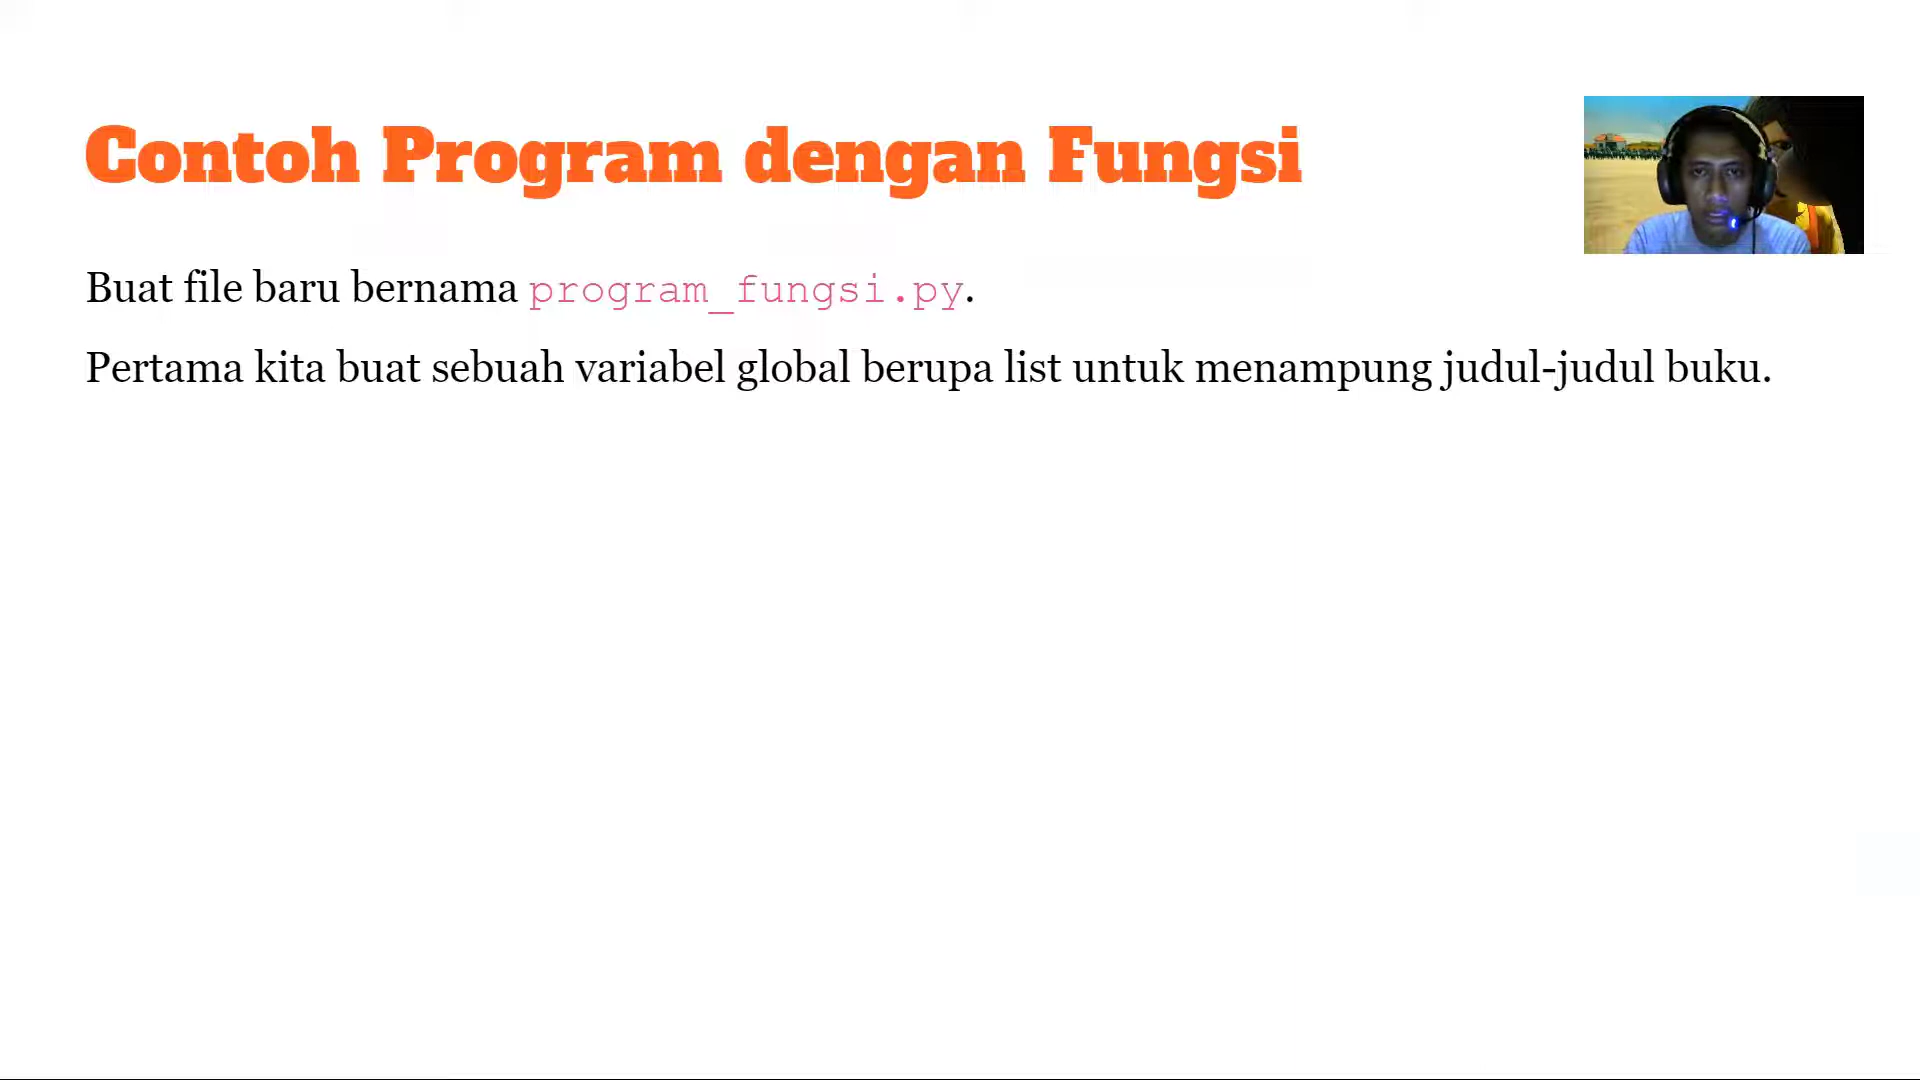 Contoh Program dengan Fungsi
Buat file baru bernama program_fungsi.py.
Pertama kita buat sebuah variabel global berupa list untuk menampung judul-judul buku.